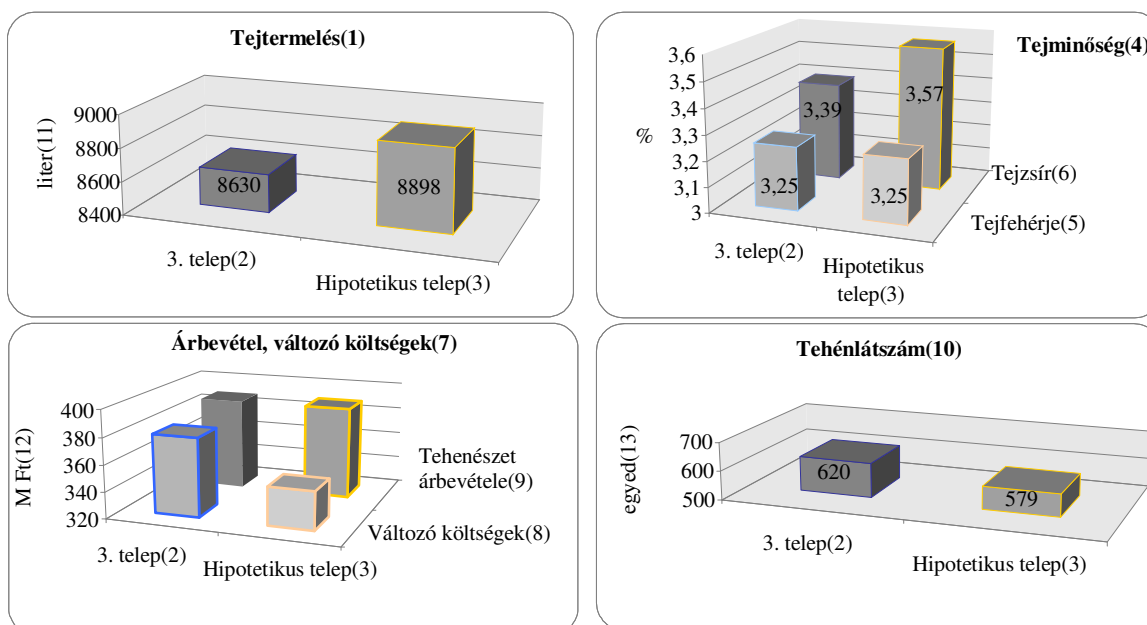 Tejtermelés(1)
liter(11)
9000
8800
8600
8400
8630
8898
3. telep(2)
Hipotetikus telep(3)
Tejminőség(4)
%
3,6
3,5
3,4
3,3
3,2
3,1
3
3,39
3,57
3,25
3,25
Tejzsír(6)
Tejfehérje(5)
3. telep(2)
Hipotetikus
telep(3)
Árbevétel, változó költségek(7)
M Ft(12)
400
380
360
340
320
Tehenészet
árbevétele(9)
Változó költségek(8)
3. telep(2)
Hipotetikus telep(3)
Tehénlátszám(10)
egyed(13)
700
600
500
620
579
3. telep(2)
Hipotetikus telep(3)